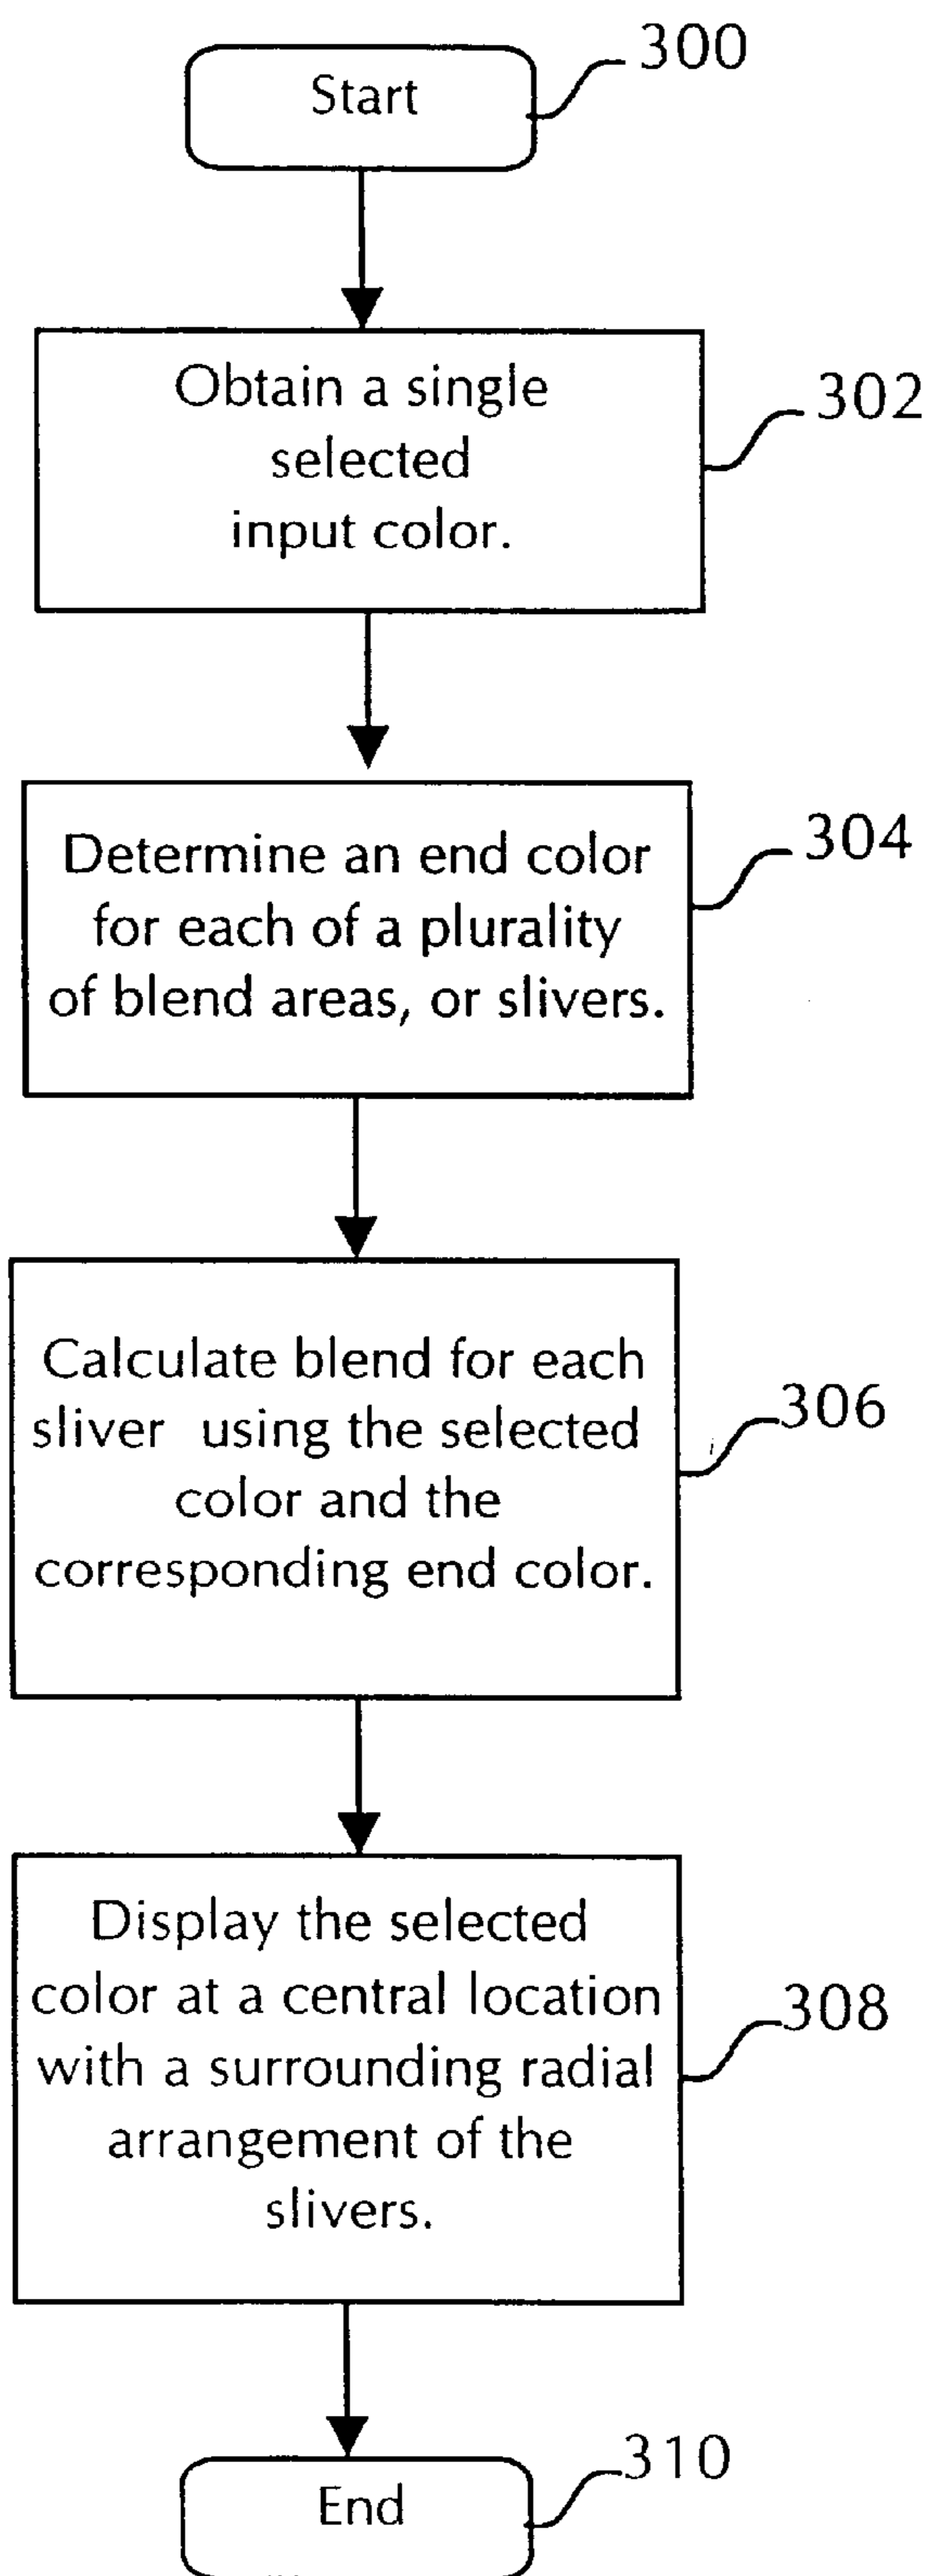 Start
300
Obtain a single
selected
input color.
302
Determine an end color
for each of a plurality
of blend areas, or slivers.
304
Calculate blend for each
sliver using the selected
color and the
corresponding end color.
306
Display the selected
color at a central location
with a surrounding radial
arrangement of the
slivers.
308
End
310